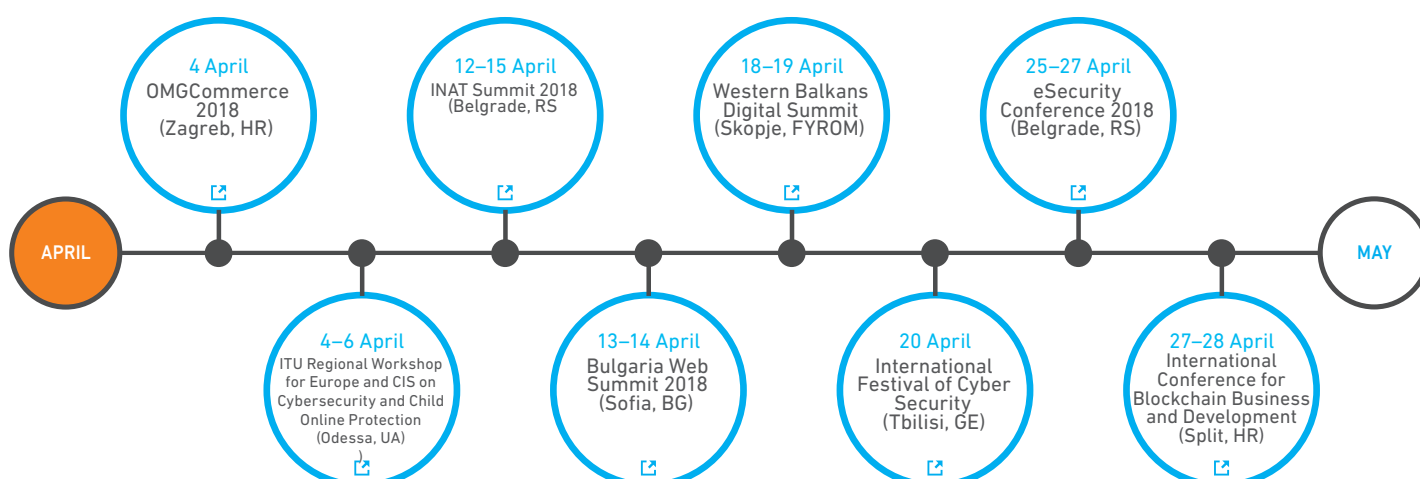 APRIL
4 April
OMGCommerce
2018
(Zagreb, HR)
4–6 April
ITU Regional Workshop
for Europe and CIS on
Cybersecurity and Child
Online Protection
(Odessa, UA)
)
12–15 April
INAT Summit 2018
(Belgrade, RS
13–14 April
Bulgaria Web
Summit 2018
(Sofia, BG)
18–19 April
Western Balkans
Digital Summit
(Skopje, FYROM)
20 April
International
Festival of Cyber
Security
(Tbilisi, GE)
25–27 April
eSecurity
Conference 2018
(Belgrade, RS)
27–28 April
International
Conference for
Blockchain Business
and Development
(Split, HR)
MAY